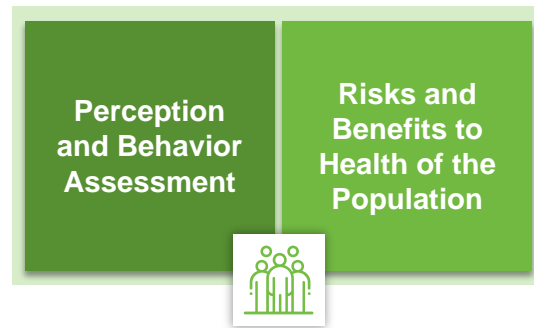 Perception
and Behavior
Assessment
Risks and
Benefits to
Health of the
Population